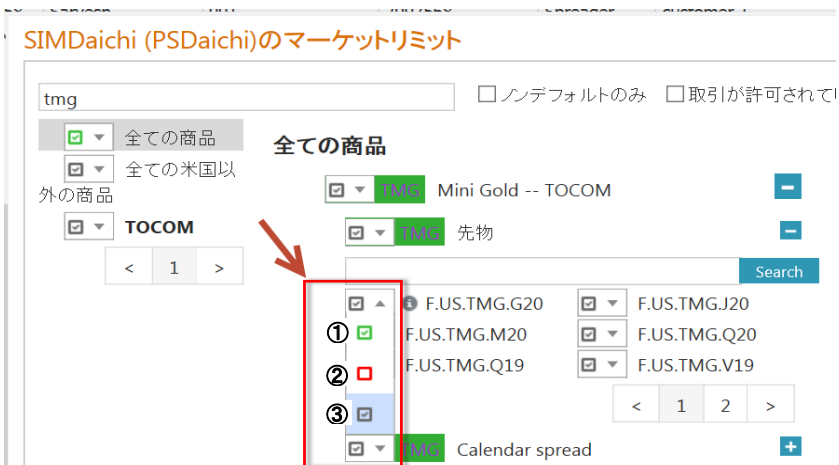 SIMDaichi (PSDaichi)のマーケットリミット
tmg
ノンデフォルトのみ
取引が許可されて
全ての商品
全ての米国以
外の商品
TOCOM
< 1 >
全ての商品
TMG Mini Gold -- TOCOM
TMG 先物
Search
F.US.TMG.G20 F.US.TMG.J20
① F.US.TMG.M20 F.US.TMG.Q20
② F.US.TMG.Q19 F.US.TMG.V19
③
< 1 2 >
TMG Calendar spread